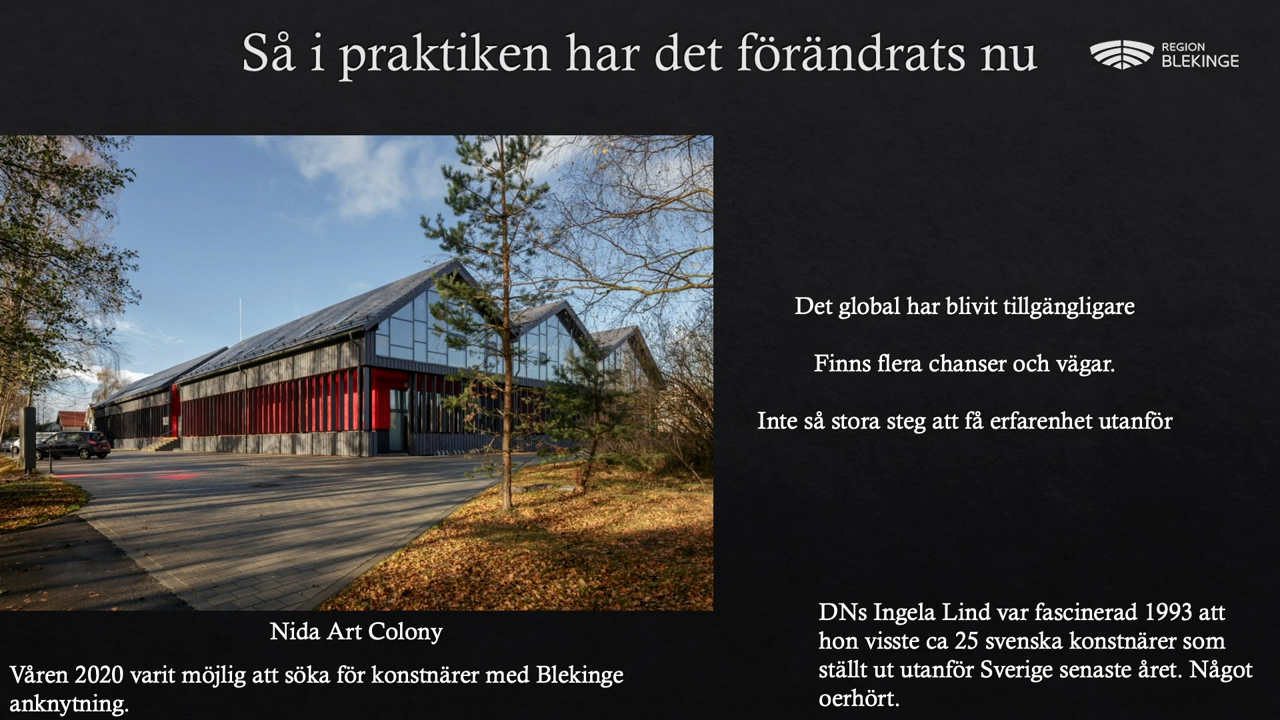 Så i praktiken har det förändrats nu
REGION
BLEKINGE
Det global har blivit tillgängligare
Finns flera chanser och vägar.
Inte så stora steg att få erfarenhet utanför
Nida Art Colony
Våren 2020 varit möjlig att söka för konstnärer med Blekinge
anknytning.
DNs Ingela Lind var fascinerad 1993 att
hon visste ca 25 svenska konstnärer som
ställt ut utanför Sverige senaste året. Något
oerhört.